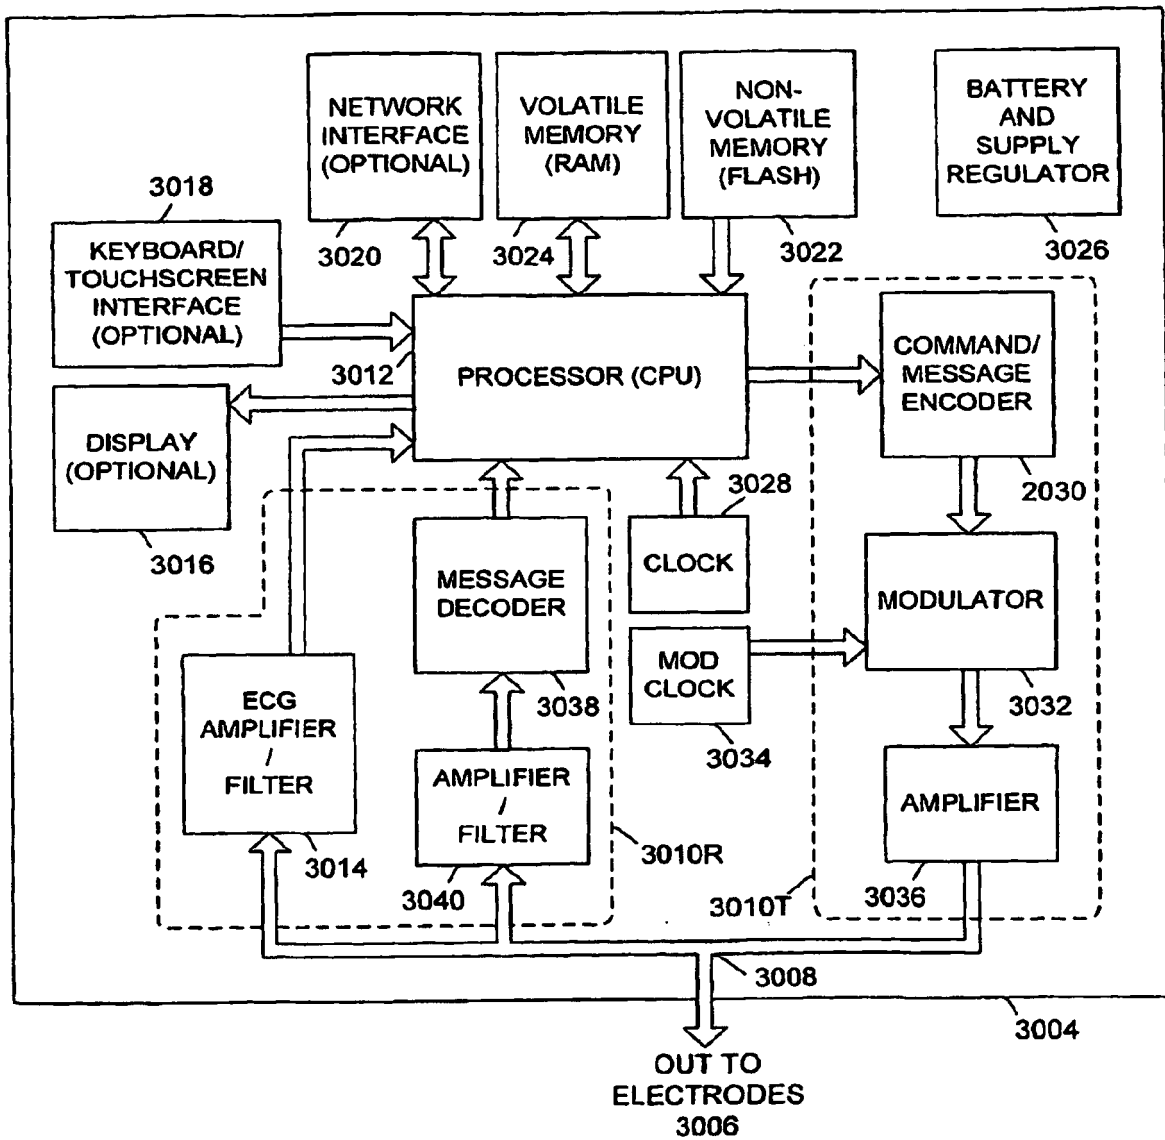 NETWORK
INTERFACE
(OPTIONAL)
VOLATILE
MEMORY
(RAM)
NON-
VOLATILE
MEMORY
(FLASH)
BATTERY
AND
SUPPLY
REGULATOR
3018
3020
3024
3022
3026
KEYBOARD/
TOUCHSCREEN
INTERFACE
(OPTIONAL)
3012
PROCESSOR (CPU)
COMMAND/
MESSAGE
ENCODER
DISPLAY
(OPTIONAL)
3016
3028
2030
MESSAGE
DECODER
CLOCK
MODULATOR
3038
MOD
CLOCK
3032
3034
ECG
AMPLIFIER
/
FILTER
3014
AMPLIFIER
/
FILTER
3040
3010R
AMPLIFIER
3036
3010T
3008
3004
OUT TO
ELECTRODES
3006